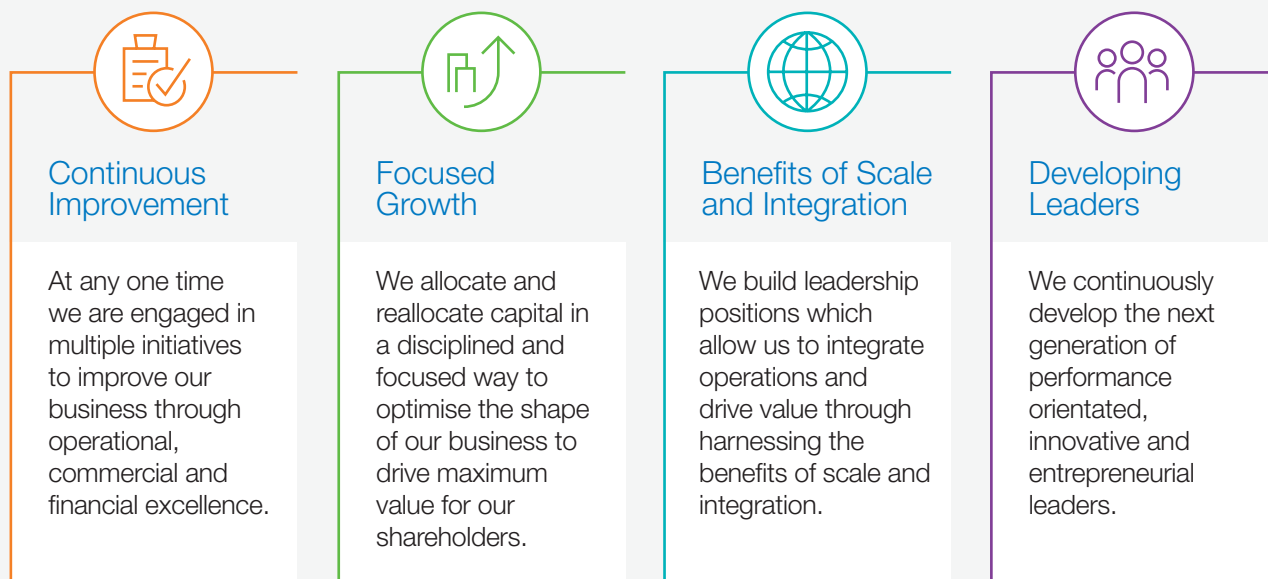 Continuous
Improvement
At any one time
we are engaged in
multiple initiatives
to improve our
business through
operational,
commercial and
financial excellence.
Focused
Growth
We allocate and
reallocate capital in
a disciplined and
focused way to
optimise the shape
of our business to
drive maximum
value for our
shareholders.
Benefits of Scale
and Integration
We build leadership
positions which
allow us to integrate
operations and
drive value through
harnessing the
benefits of scale and
integration.
Developing
Leaders
We continuously
develop the next
generation of
performance
orientated,
innovative and
entrepreneurial
leaders.